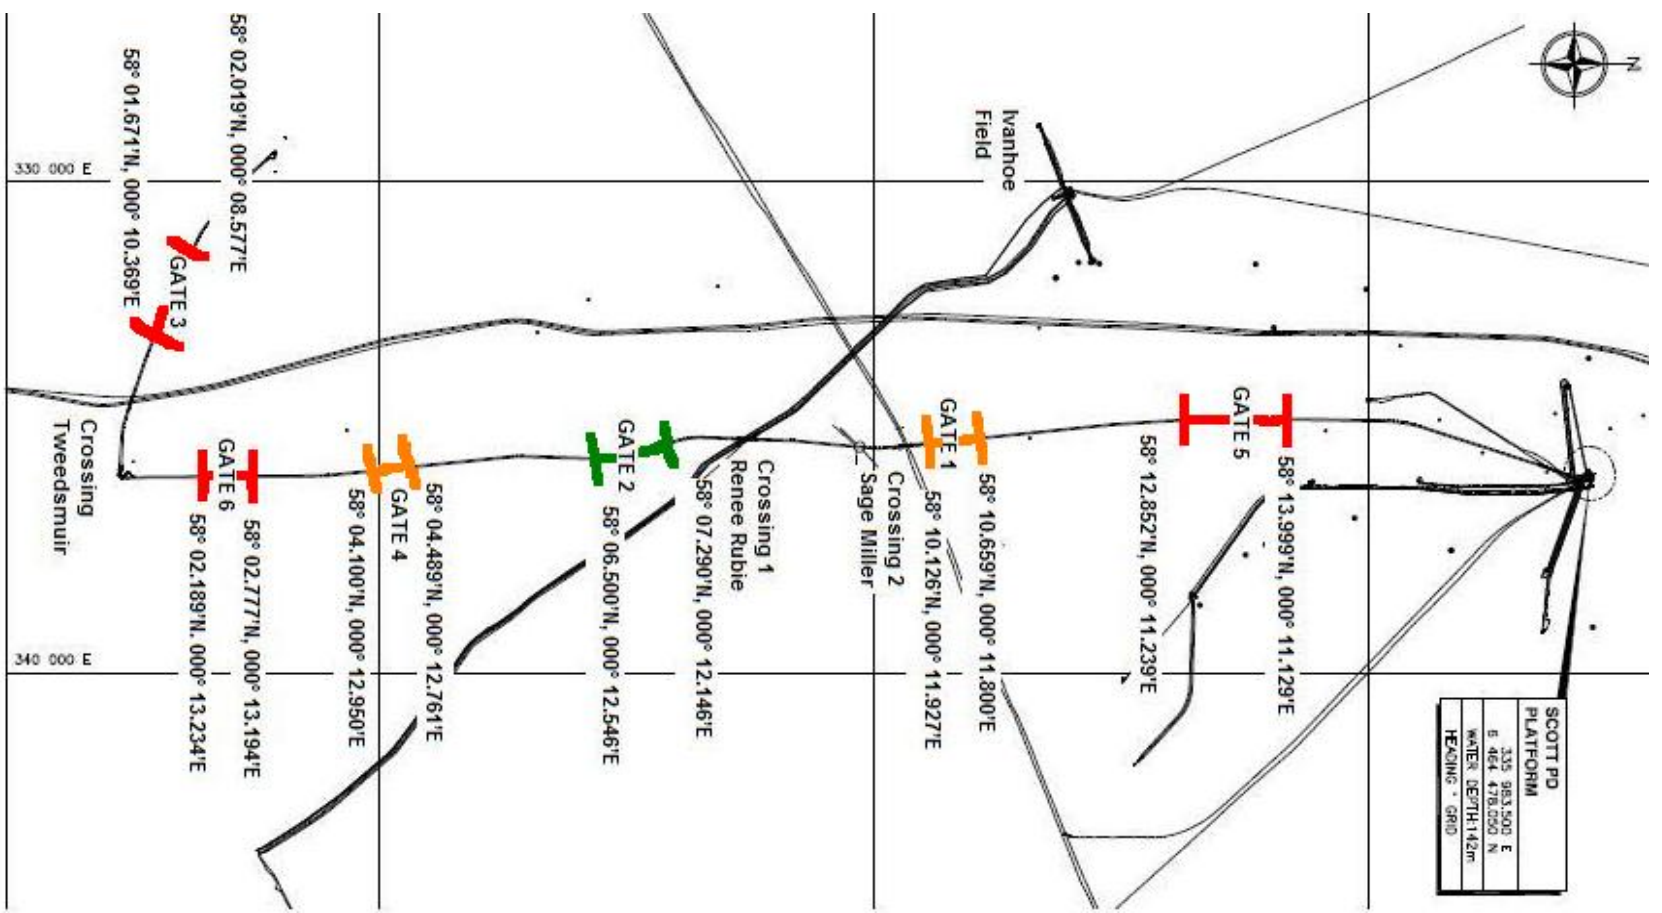 N
330 000 E
340 000 E
58° 02.019'N, 000° 08.577'E
58° 01.671'N, 000° 10.369'E
GATE 3
Ivanhoe
Field
Crossing
Tweedsmuir
GATE 6
58° 02.777'N, 000° 13.194'E
58° 02.189'N. 000° 13.234'E
GATE 4
58° 04.489'N, 000° 12.761'E
58° 04.100'N, 000° 12.950'E
GATE 2
58° 07.290'N, 000° 12.146'E
58° 06.500'N, 000° 12.546'E
Crossing 1
Renee Rubie
Crossing 2
Sage Miller
GATE 1
58° 10.659'N, 000° 11.800'E
58° 10.126'N, 000° 11.927'E
GATE 5
58° 13.999'N, 000° 11.129'E
58° 12.852'N, 000° 11.239'E
SCOTT PD
PLATFORM
335 983.500 E
6 464 478.050 N
WATER DEPTH:142m
HEADING ° GRID